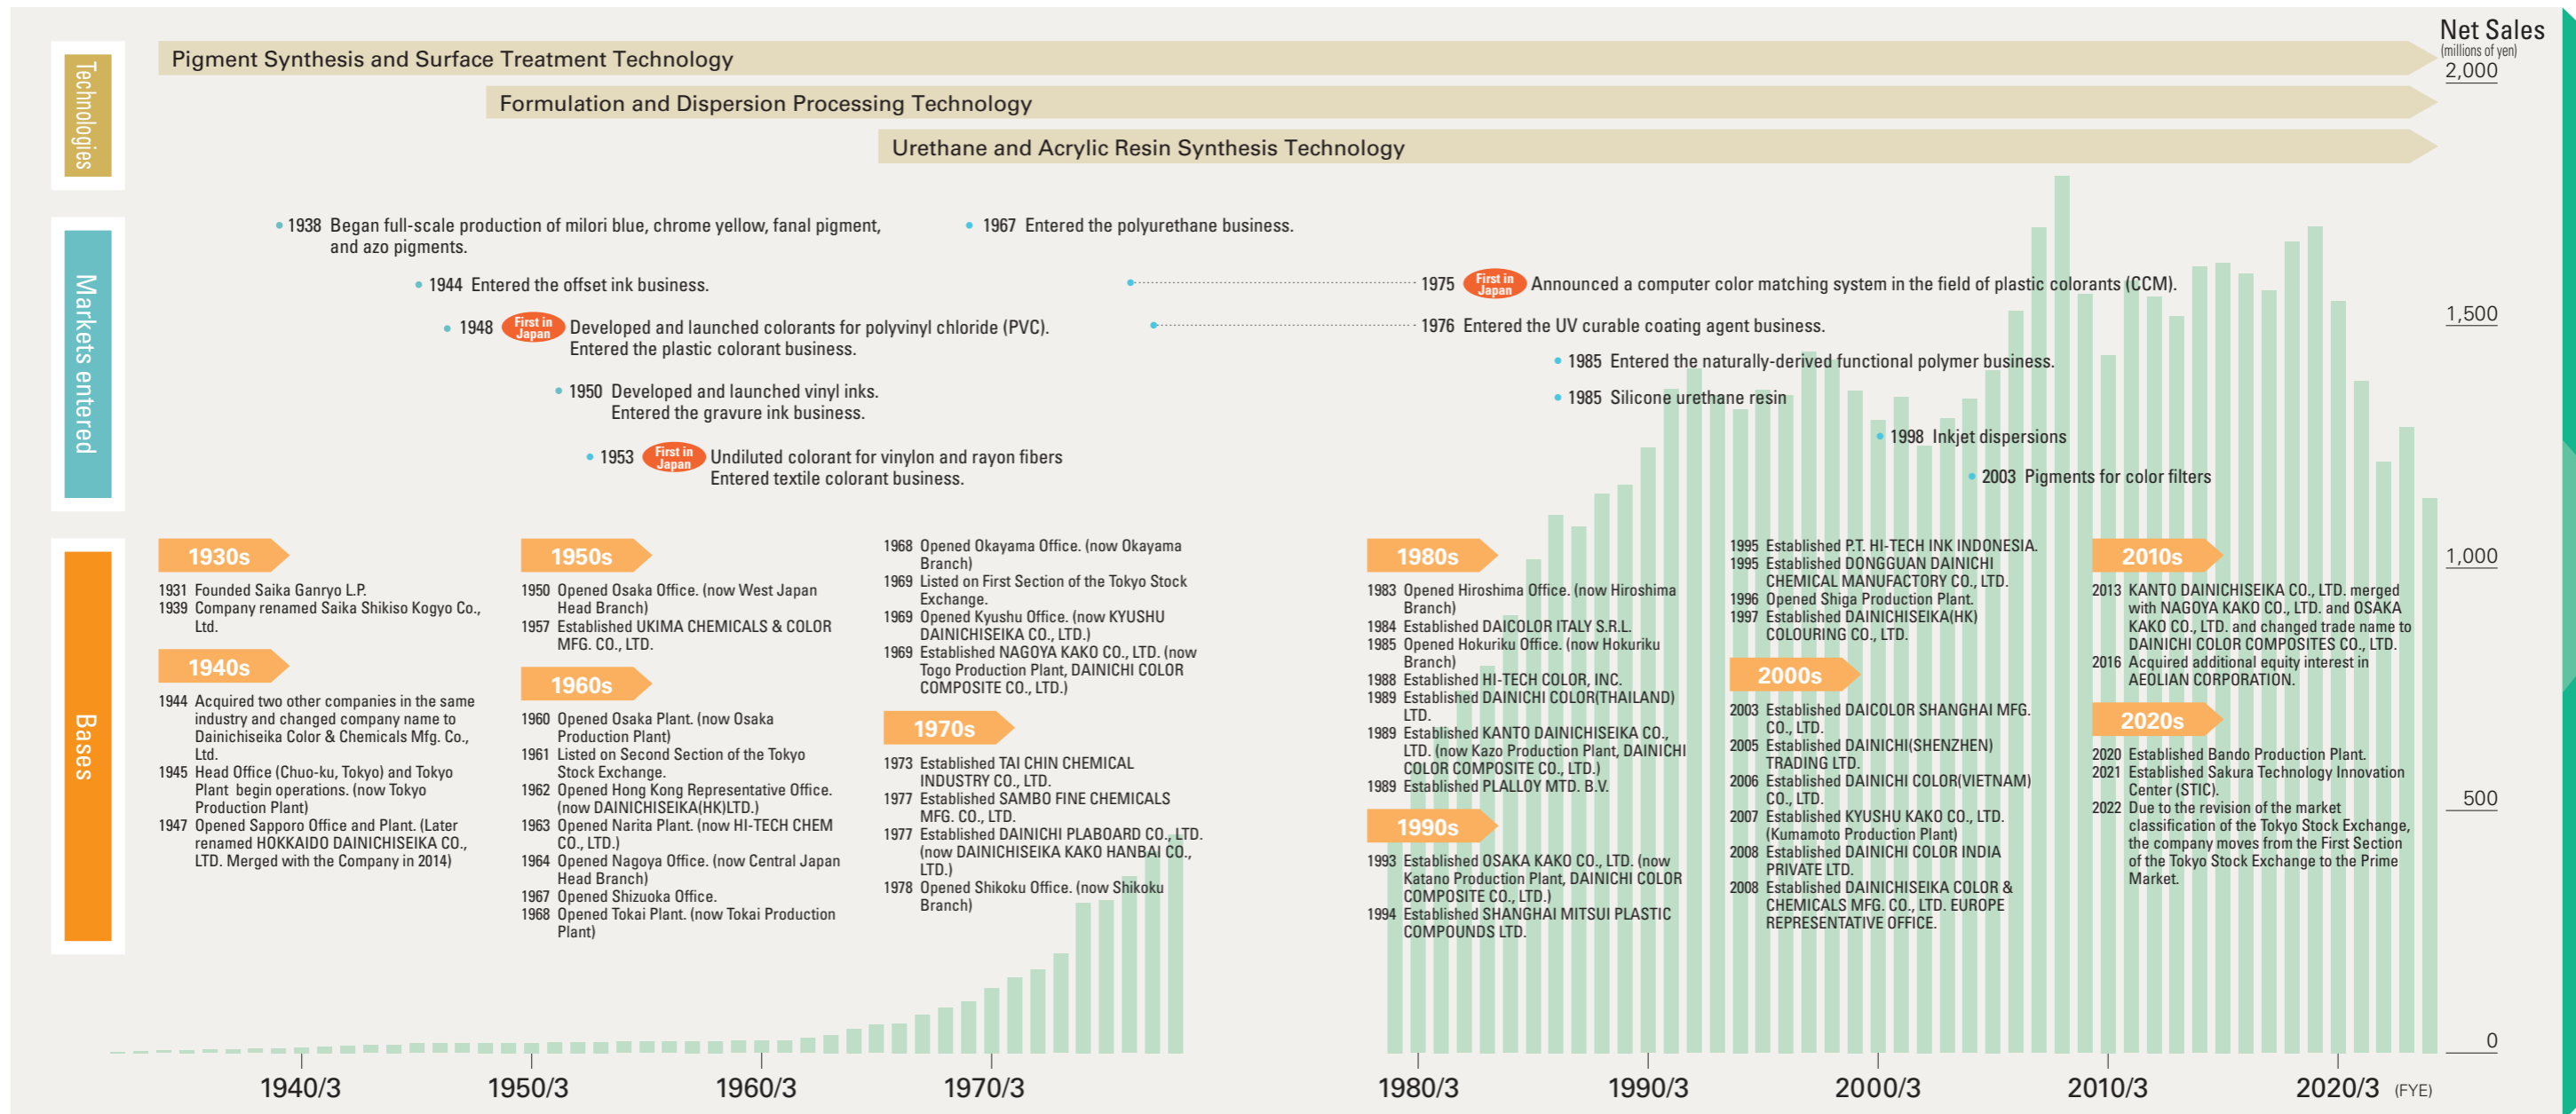 Technologies
Pigment Synthesis and Surface Treatment Technology
Formulation and Dispersion Processing Technology
Urethane and Acrylic Resin Synthesis Technology
Net Sales
(millions of yen)
2,000
1,500
1,000
500
0
Markets entered
1938 Began full-scale production of milori blue, chrome yellow, fanal pigment,
and azo pigments.
1944 Entered the offset ink business.
1948 First in Japan Developed and launched colorants for polyvinyl chloride (PVC).
Entered the plastic colorant business.
1950 Developed and launched vinyl inks.
Entered the gravure ink business.
1953 First in Japan Undiluted colorant for vinylon and rayon fibers
Entered textile colorant business.
1967 Entered the polyurethane business.
1975 First in Japan Announced a computer color matching system in the field of plastic colorants (CCM).
1976 Entered the UV curable coating agent business.
1985 Entered the naturally-derived functional polymer business.
1985 Silicone urethane resin
1998 Inkjet dispersions
2003 Pigments for color filters
Bases
1930s
1931 Founded Saika Ganryo L.P.
1939 Company renamed Saika Shikiso Kogyo Co.,
Ltd.
1940s
1944 Acquired two other companies in the same
industry and changed company name to
Dainichiseika Color & Chemicals Mfg. Co.,
Ltd.
1945 Head Office (Chuo-ku, Tokyo) and Tokyo
Plant begin operations. (now Tokyo
Production Plant)
1947 Opened Sapporo Office and Plant. (Later
renamed HOKKAIDO DAINICHISEIKA CO.,
LTD. Merged with the Company in 2014)
1950s
1950 Opened Osaka Office. (now West Japan
Head Branch)
1957 Established UKIMA CHEMICALS & COLOR
MFG. CO., LTD.
1960s
1960 Opened Osaka Plant. (now Osaka
Production Plant)
1961 Listed on Second Section of the Tokyo
Stock Exchange.
1962 Opened Hong Kong Representative Office.
(now DAINICHISEIKA(HK)LTD.)
1963 Opened Narita Plant. (now HI-TECH CHEM
CO., LTD.)
1964 Opened Nagoya Office. (now Central Japan
Head Branch)
1967 Opened Shizuoka Office.
1968 Opened Tokai Plant. (now Tokai Production
Plant)
1968 Opened Okayama Office. (now Okayama
Branch)
1969 Listed on First Section of the Tokyo Stock
Exchange.
1969 Opened Kyushu Office. (now KYUSHU
DAINICHISEIKA CO., LTD.)
1969 Established NAGOYA KAKO CO., LTD. (now
Togo Production Plant, DAINICHI COLOR
COMPOSITE CO., LTD.)
1970s
1973 Established TAI CHIN CHEMICAL
INDUSTRY CO., LTD.
1977 Established SAMBO FINE CHEMICALS
MFG. CO., LTD.
1977 Established DAINICHI PLABOARD CO., LTD.
(now DAINICHISEIKA KAKO HANBAI CO.,
LTD.)
1978 Opened Shikoku Office. (now Shikoku
Branch)
1980s
1983 Opened Hiroshima Office. (now Hiroshima
Branch)
1984 Established DAICOLOR ITALY S.R.L.
1985 Opened Hokuriku Office. (now Hokuriku
Branch)
1988 Established HI-TECH COLOR, INC.
1989 Established DAINICHI COLOR(THAILAND)
LTD.
1989 Established KANTO DAINICHISEIKA CO.,
LTD. (now Kazo Production Plant, DAINICHI
COLOR COMPOSITE CO., LTD.)
1989 Established PLALLOY MTD. B.V.
1990s
1993 Established OSAKA KAKO CO., LTD. (now
Katano Production Plant, DAINICHI COLOR
COMPOSITE CO., LTD.)
1994 Established SHANGHAI MITSUI PLASTIC
COMPOUNDS LTD.
1995 Established P.T. HI-TECH INK INDONESIA.
1995 Established DONGGUAN DAINICHI
CHEMICAL MANUFACTORY CO., LTD.
1996 Opened Shiga Production Plant.
1997 Established DAINICHISEIKA(HK)
COLOURING CO., LTD.
2000s
2003 Established DAICOLOR SHANGHAI MFG.
CO., LTD.
2005 Established DAINICHI(SHENZHEN)
TRADING LTD.
2006 Established DAINICHI COLOR(VIETNAM)
CO., LTD.
2007 Established KYUSHU KAKO CO., LTD.
(Kumamoto Production Plant)
2008 Established DAINICHI COLOR INDIA
PRIVATE LTD.
2008 Established DAINICHISEIKA COLOR &
CHEMICALS MFG. CO., LTD. EUROPE
REPRESENTATIVE OFFICE.
2010s
2013 KANTO DAINICHISEIKA CO., LTD. merged
with NAGOYA KAKO CO., LTD. and OSAKA
KAKO CO., LTD. and changed trade name to
DAINICHI COLOR COMPOSITES CO., LTD.
2016 Acquired additional equity interest in
AEOLIAN CORPORATION.
2020s
2020 Established Bando Production Plant.
2021 Established Sakura Technology Innovation
Center (STIC).
2022 Due to the revision of the market
classification of the Tokyo Stock Exchange,
the company moves from the First Section
of the Tokyo Stock Exchange to the Prime
Market.
1940/3
1950/3
1960/3
1970/3
1980/3
1990/3
2000/3
2010/3
2020/3
(FYE)